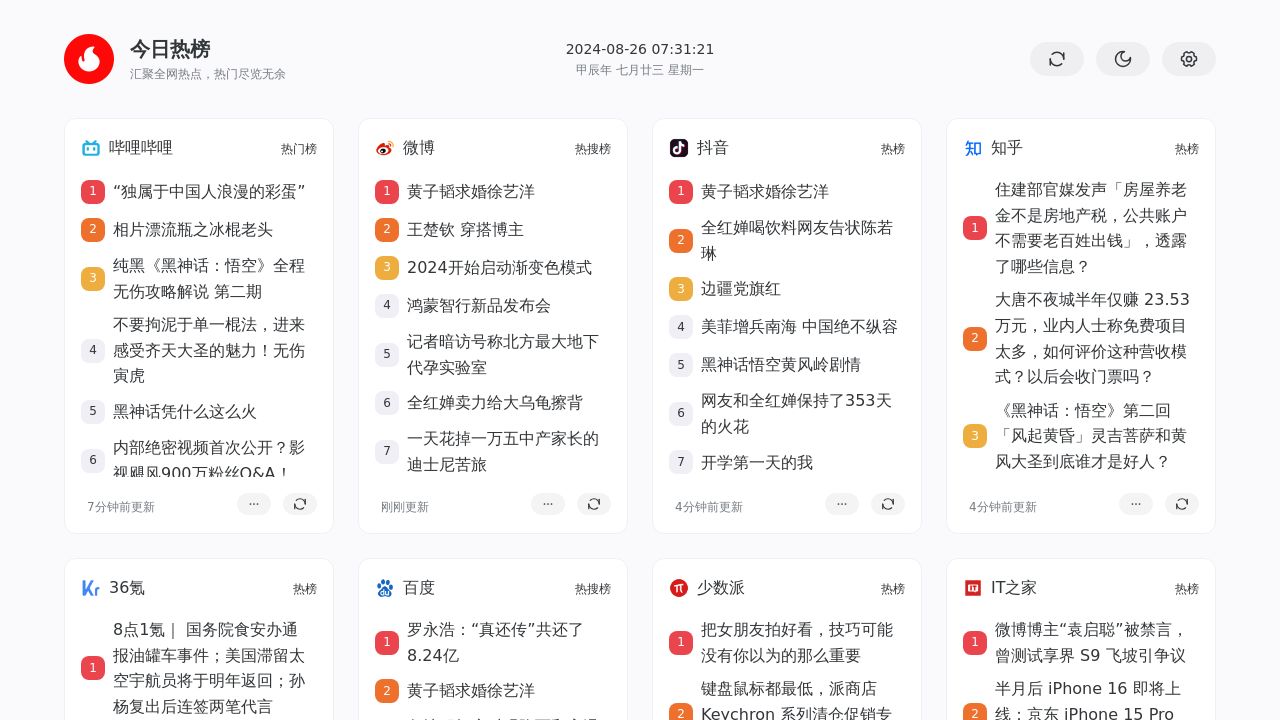 今日热榜
汇聚全网热点，热门尽览无余
2024-08-26 07:31:21
甲辰年 七月廿三 星期一
哔哩哔哩
热门榜
1
“独属于中国人浪漫的彩蛋”
2
相片漂流瓶之冰棍老头
3
纯黑《黑神话：悟空》全程
无伤攻略解说 第二期
4
不要拘泥于单一棍法，进来
感受齐天大圣的魅力！无伤
寅虎
5
黑神话凭什么这么火
6
内部绝密视频首次公开？影
视飓风900万粉丝Q&A！
7分钟前更新
微博
热搜榜
1
黄子韬求婚徐艺洋
2
王楚钦 穿搭博主
3
2024开始启动渐变色模式
4
鸿蒙智行新品发布会
5
记者暗访号称北方最大地下
代孕实验室
6
全红婵卖力给大乌龟擦背
7
一天花掉一万五中产家长的
迪士尼苦旅
刚刚更新
抖音
热榜
1
黄子韬求婚徐艺洋
2
全红婵喝饮料网友告状陈若
琳
3
边疆党旗红
4
美菲增兵南海 中国绝不纵容
5
黑神话悟空黄风岭剧情
6
网友和全红婵保持了353天
的火花
7
开学第一天的我
4分钟前更新
知乎
热榜
1
住建部官媒发声「房屋养老
金不是房地产税，公共账户
不需要老百姓出钱」，透露
了哪些信息？
2
大唐不夜城半年仅赚 23.53
万元，业内人士称免费项目
太多，如何评价这种营收模
式？以后会收门票吗？
3
《黑神话：悟空》第二回
「风起黄昏」灵吉菩萨和黄
风大圣到底谁才是好人？
4分钟前更新
36氪
热榜
1
8点1氪｜ 国务院食安办通
报油罐车事件；美国滞留太
空宇航员将于明年返回；孙
杨复出后连签两笔代言
百度
热搜榜
1
罗永浩：“真还传”共还了
8.24亿
2
黄子韬求婚徐艺洋
少数派
热榜
1
把女朋友拍好看，技巧可能
没有你以为的那么重要
2
键盘鼠标都最低，派商店
Keychron 系列清仓促销专
IT之家
热榜
1
微博博主“袁启聪”被禁言，
曾测试享界 S9 飞坡引争议
2
半月后 iPhone 16 即将上
线：京东 iPhone 15 Pro